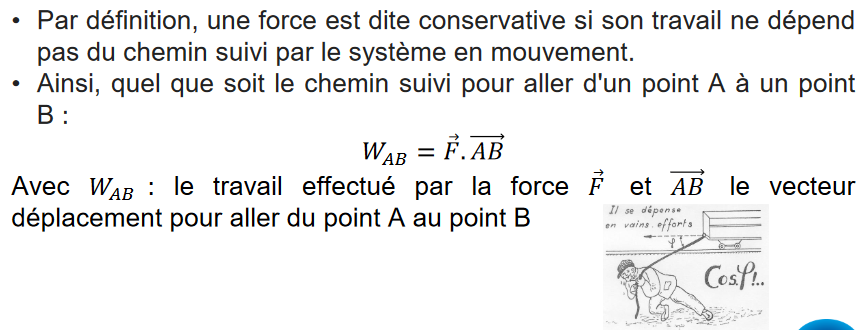 • Par définition, une force est dite conservative si son travail ne dépend
pas du chemin suivi par le système en mouvement.
• Ainsi, quel que soit le chemin suivi pour aller d'un point A à un point
B :
W_{AB} = \vec{F}.\overrightarrow{AB}
Avec W_{AB} : le travail effectué par la force \vec{F} et \overrightarrow{AB} le vecteur
déplacement pour aller du point A au point B
Il se dépense
en vains efforts
φ
Cos.φ!..